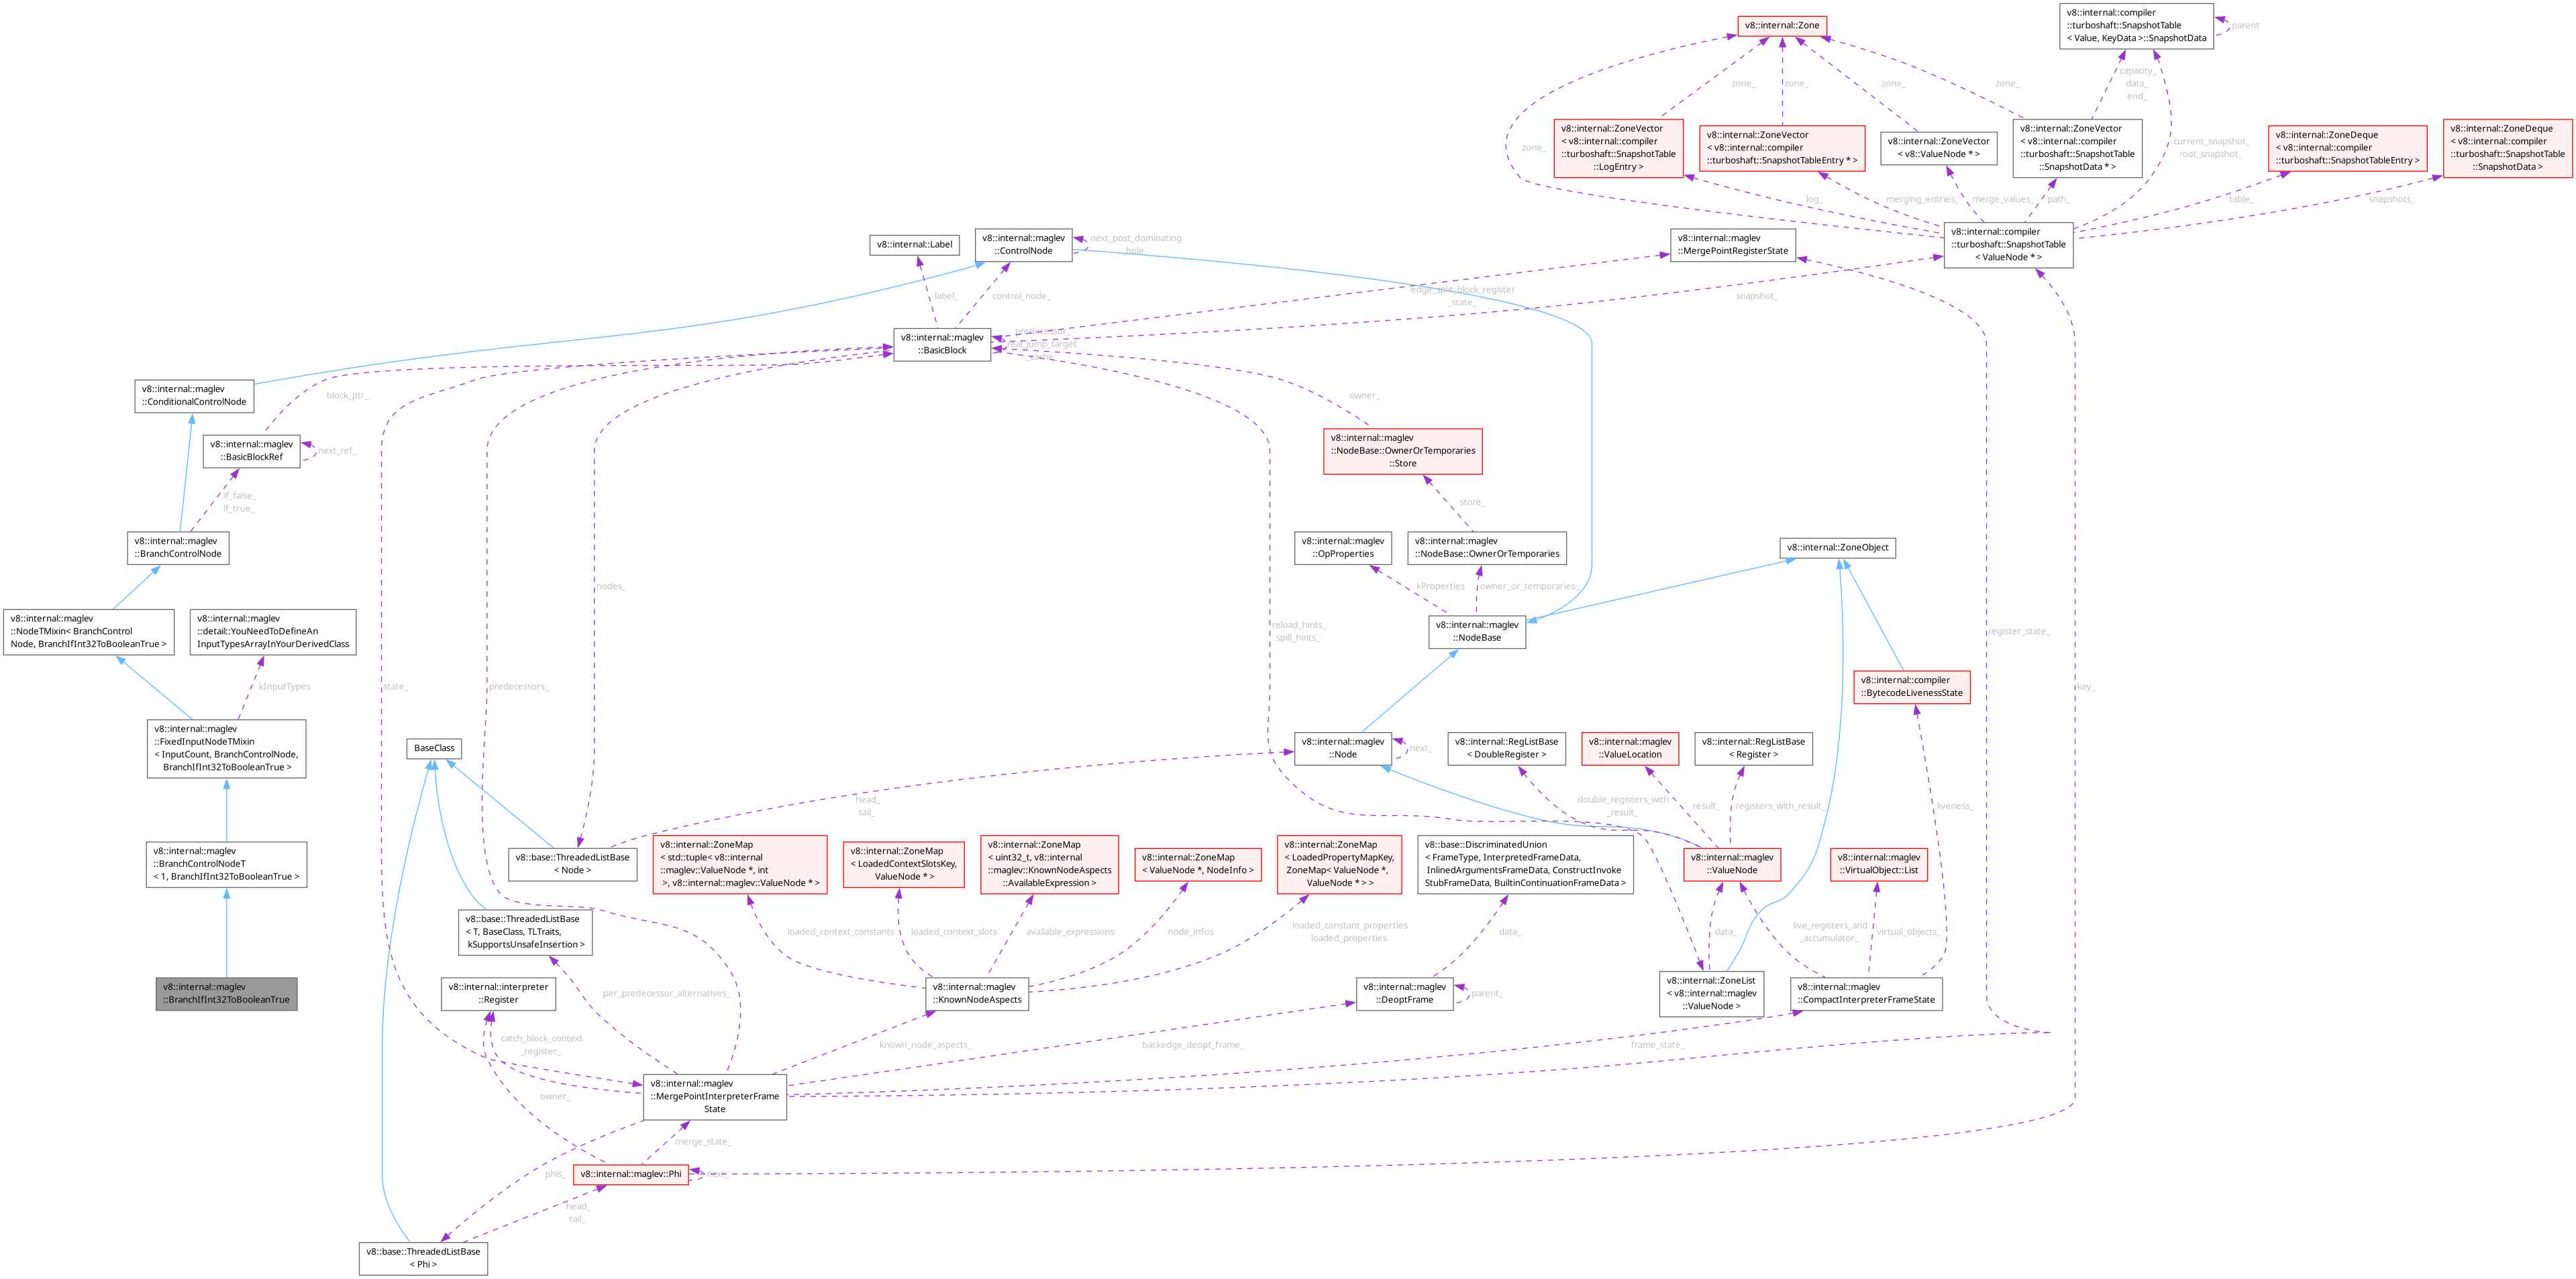 v8::internal::Zone
v8::internal::compiler
::turboshaft::SnapshotTable
< Value, KeyData >::SnapshotData
parent
zone_
zone_
zone_
zone_
capacity_
data_
end_
v8::internal::ZoneVector
< v8::internal::compiler
::turboshaft::SnapshotTable
::LogEntry >
v8::internal::ZoneVector
< v8::internal::compiler
::turboshaft::SnapshotTableEntry * >
v8::internal::ZoneVector
< v8::ValueNode * >
v8::internal::ZoneVector
< v8::internal::compiler
::turboshaft::SnapshotTable
::SnapshotData * >
v8::internal::ZoneDeque
< v8::internal::compiler
::turboshaft::SnapshotTableEntry >
v8::internal::ZoneDeque
< v8::internal::compiler
::turboshaft::SnapshotTable
::SnapshotData >
zone_
current_snapshot_
root_snapshot_
log_
merging_entries_
merge_values_
path_
table_
snapshots_
v8::internal::Label
v8::internal::maglev
::ControlNode
next_post_dominating
_hole_
v8::internal::maglev
::MergePointRegisterState
v8::internal::compiler
::turboshaft::SnapshotTable
< ValueNode * >
label_
control_node_
edge_split_block_register
_state_
snapshot_
v8::internal::maglev
::BasicBlock
predecessor_
real_jump_target
_cache_
v8::internal::maglev
::ConditionalControlNode
block_ptr_
owner_
v8::internal::maglev
::BasicBlockRef
next_ref_
v8::internal::maglev
::NodeBase::OwnerOrTemporaries
::Store
if_false_
if_true_
store_
v8::internal::maglev
::BranchControlNode
v8::internal::maglev
::OpProperties
v8::internal::maglev
::NodeBase::OwnerOrTemporaries
v8::internal::ZoneObject
nodes_
kProperties
owner_or_temporaries_
v8::internal::maglev
::NodeTMixin< BranchControl
Node, BranchIfInt32ToBooleanTrue >
v8::internal::maglev
::detail::YouNeedToDefineAn
InputTypesArrayInYourDerivedClass
reload_hints_
spill_hints_
v8::internal::maglev
::NodeBase
register_state_
kInputTypes
state_
predecessors_
v8::internal::compiler
::BytecodeLivenessState
key_
v8::internal::maglev
::FixedInputNodeTMixin
< InputCount, BranchControlNode,
BranchIfInt32ToBooleanTrue >
BaseClass
v8::internal::maglev
::Node
next_
v8::internal::RegListBase
< DoubleRegister >
v8::internal::maglev
::ValueLocation
v8::internal::RegListBase
< Register >
head_
tail_
double_registers_with
_result_
result_
registers_with_result_
liveness_
v8::internal::maglev
::BranchControlNodeT
< 1, BranchIfInt32ToBooleanTrue >
v8::base::ThreadedListBase
< Node >
v8::internal::ZoneMap
< std::tuple< v8::internal
::maglev::ValueNode *, int
>, v8::internal::maglev::ValueNode * >
v8::internal::ZoneMap
< LoadedContextSlotsKey,
ValueNode * >
v8::internal::ZoneMap
< uint32_t, v8::internal
::maglev::KnownNodeAspects
::AvailableExpression >
v8::internal::ZoneMap
< ValueNode *, NodeInfo >
v8::internal::ZoneMap
< LoadedPropertyMapKey,
ZoneMap< ValueNode *,
ValueNode * > >
v8::base::DiscriminatedUnion
< FrameType, InterpretedFrameData,
InlinedArgumentsFrameData, ConstructInvoke
StubFrameData, BuiltinContinuationFrameData >
v8::internal::maglev
::ValueNode
v8::internal::maglev
::VirtualObject::List
v8::base::ThreadedListBase
< T, BaseClass, TLTraits,
kSupportsUnsafeInsertion >
loaded_context_constants
loaded_context_slots
available_expressions
node_infos
loaded_constant_properties
loaded_properties
data_
data_
live_registers_and
_accumulator_
virtual_objects_
v8::internal::maglev
::BranchIfInt32ToBooleanTrue
v8::internal::interpreter
::Register
per_predecessor_alternatives_
v8::internal::maglev
::KnownNodeAspects
v8::internal::maglev
::DeoptFrame
parent_
v8::internal::ZoneList
< v8::internal::maglev
::ValueNode >
v8::internal::maglev
::CompactInterpreterFrameState
catch_block_context
_register_
known_node_aspects_
backedge_deopt_frame_
frame_state_
v8::internal::maglev
::MergePointInterpreterFrame
State
owner_
merge_state_
phis_
v8::internal::maglev::Phi
next_
head_
tail_
v8::base::ThreadedListBase
< Phi >